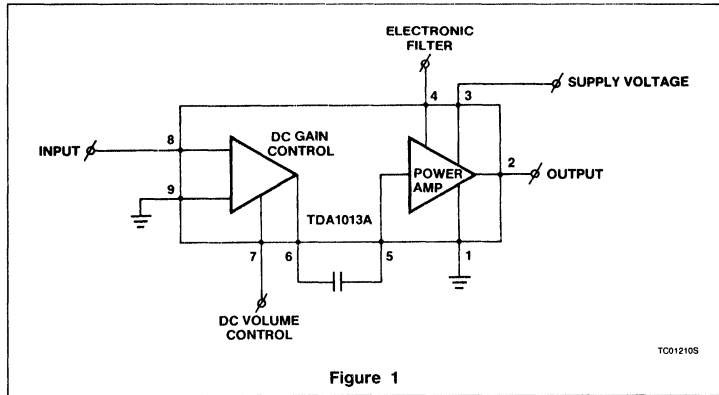 ELECTRONIC
FILTER
SUPPLY VOLTAGE
4
3
8
DC GAIN
CONTROL
INPUT
POWER
AMP
2
OUTPUT
9
TDA1013A
7
6
5
1
DC VOLUME
CONTROL
TC01210S
Figure 1